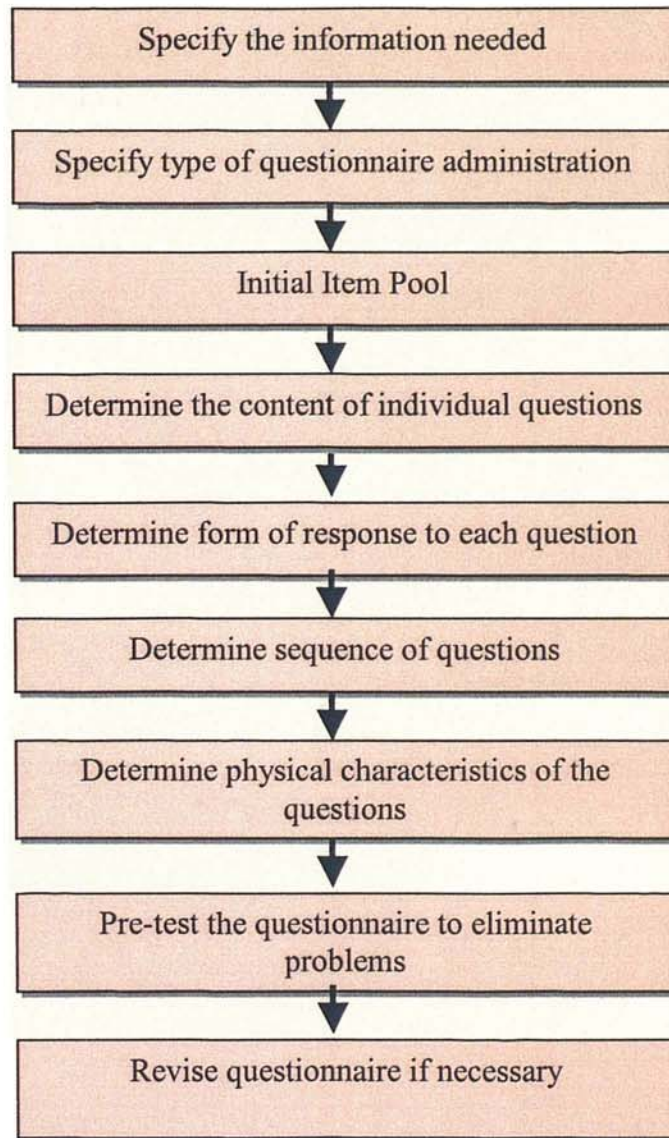 Specify the information needed
Specify type of questionnaire administration
Initial Item Pool
Determine the content of individual questions
Determine form of response to each question
Determine sequence of questions
Determine physical characteristics of the
questions
Pre-test the questionnaire to eliminate
problems
Revise questionnaire if necessary